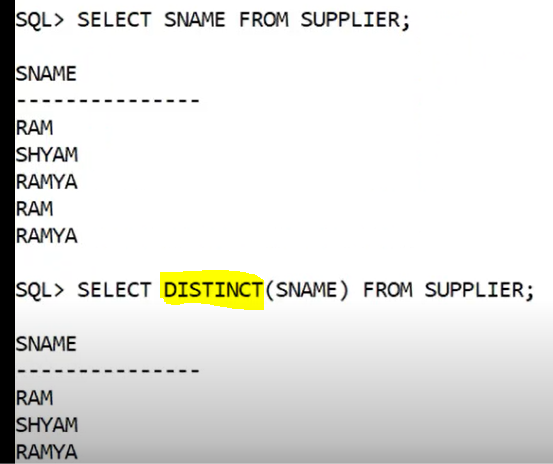 SQL> SELECT SNAME FROM SUPPLIER;
SNAME
---------------
RAM
SHYAM
RAMYA
RAM
RAMYA
SQL> SELECT DISTINCT(SNAME) FROM SUPPLIER;
SNAME
---------------
RAM
SHYAM
RAMYA